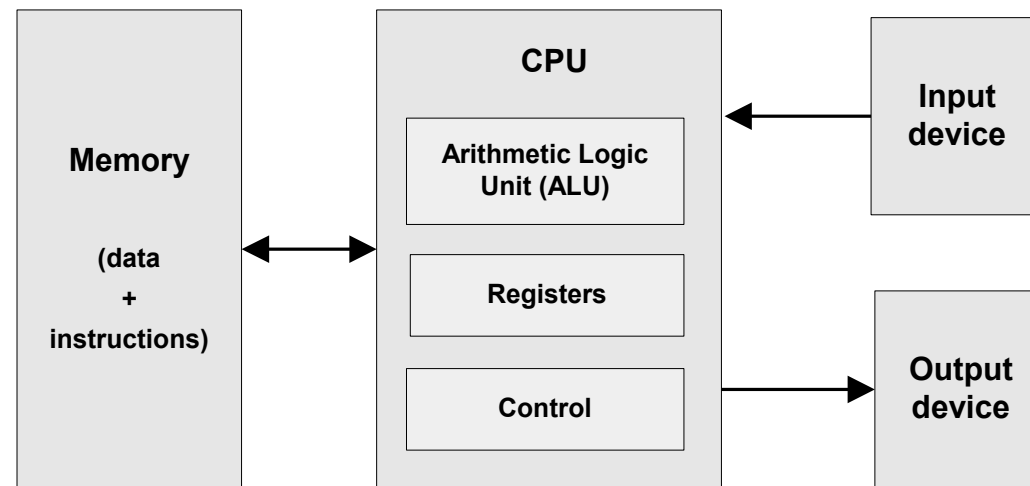 Memory
(data
+
instructions)
CPU
Arithmetic Logic
Unit (ALU)
Registers
Control
Input
device
Output
device